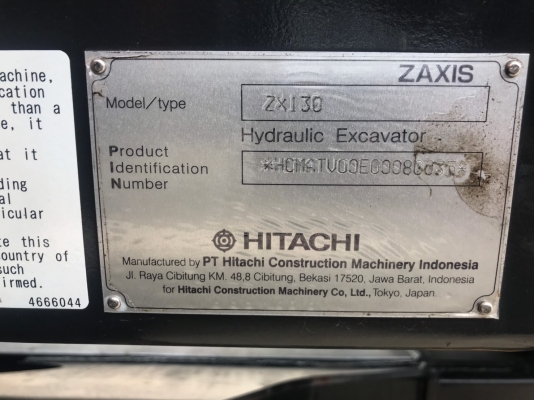 achine,
cation
than a
e, it
at it
ding
al
icular
te this
ountry of
such
irmed.
4666044
ZAXIS
Model/type ZX130
Hydraulic Excavator
Product
Identification
Number
HITACHI
Manufactured by PT Hitachi Construction Machinery Indonesia
Jl. Raya Cibitung KM. 48,8 Cibitung, Bekasi 17520, Jawa Barat, Indonesia
for Hitachi Construction Machinery Co., Ltd., Tokyo, Japan.